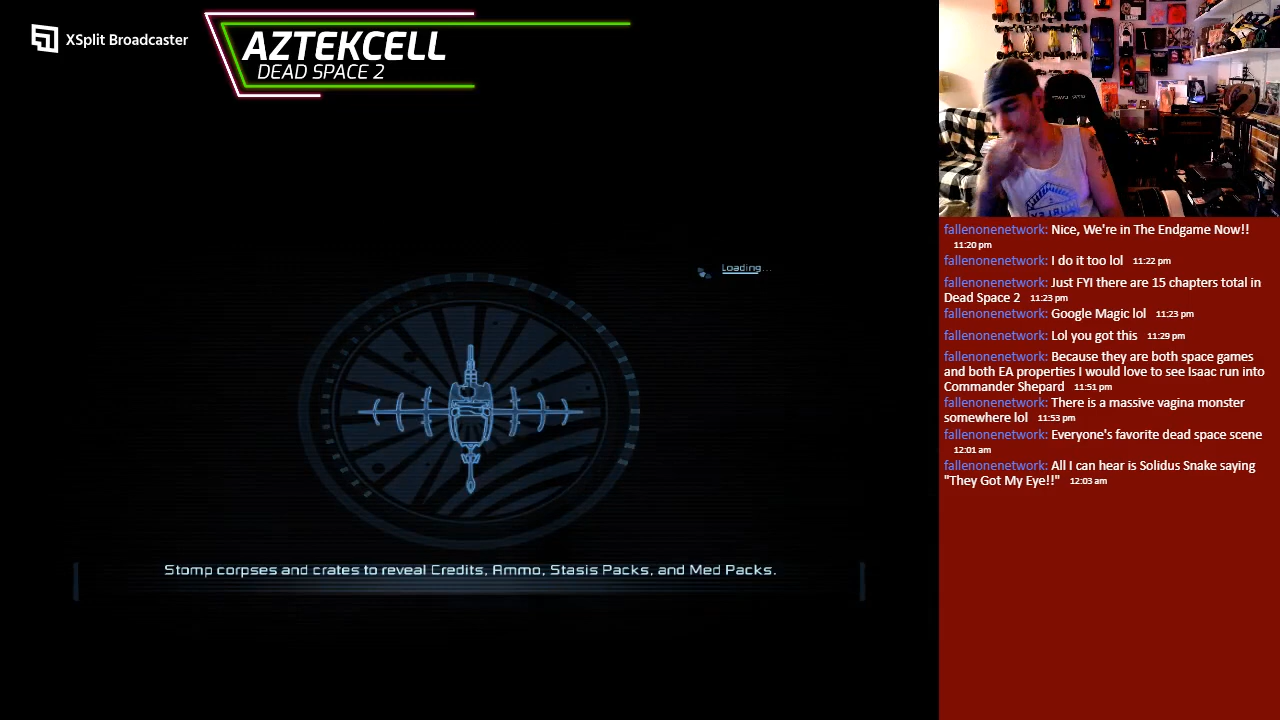 XSplit Broadcaster
AZTEKCELL
DEAD SPACE 2
Loading...
Stomp corpses and crates to reveal Credits, Ammo, Stasis Packs, and Med Packs.
fallenonenetwork: Nice, We're in The Endgame Now!!
11:20 pm
fallenonenetwork: I do it too lol 11:22 pm
fallenonenetwork: Just FYI there are 15 chapters total in
Dead Space 2 11:23 pm
fallenonenetwork: Google Magic lol 11:23 pm
fallenonenetwork: Lol you got this 11:29 pm
fallenonenetwork: Because they are both space games
and both EA properties I would love to see Isaac run into
Commander Shepard 11:51 pm
fallenonenetwork: There is a massive vagina monster
somewhere lol 11:53 pm
fallenonenetwork: Everyone's favorite dead space scene
12:01 am
fallenonenetwork: All I can hear is Solidus Snake saying
"They Got My Eye!!" 12:03 am